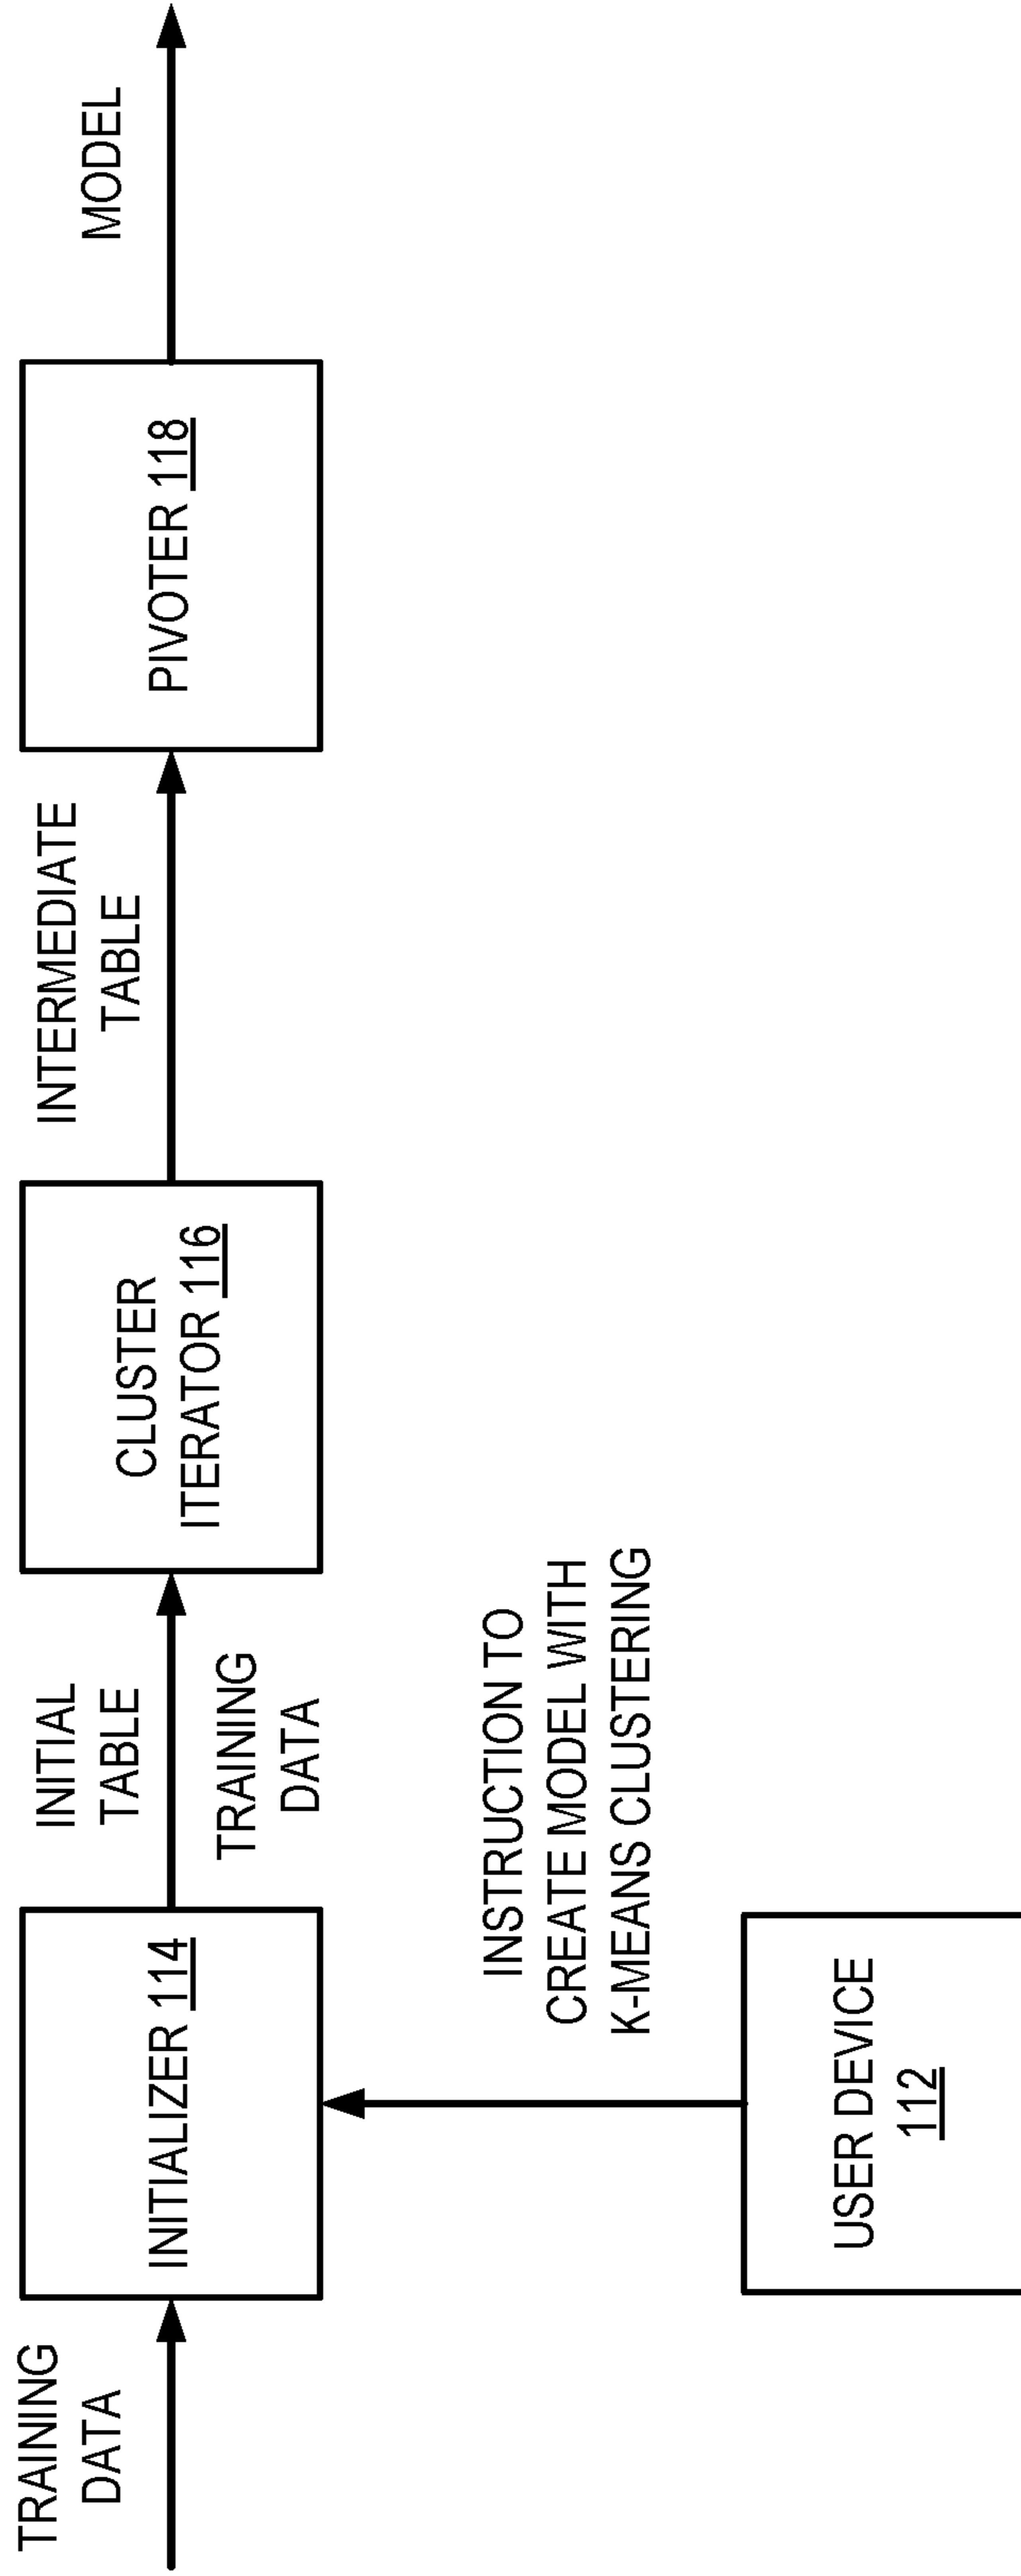 TRAINING
DATA
INITIALIZER 114
INITIAL
TABLE
TRAINING
DATA
CLUSTER
ITERATOR 116
INTERMEDIATE
TABLE
PIVOTER 118
MODEL
INSTRUCTION TO
CREATE MODEL WITH
K-MEANS CLUSTERING
USER DEVICE
112